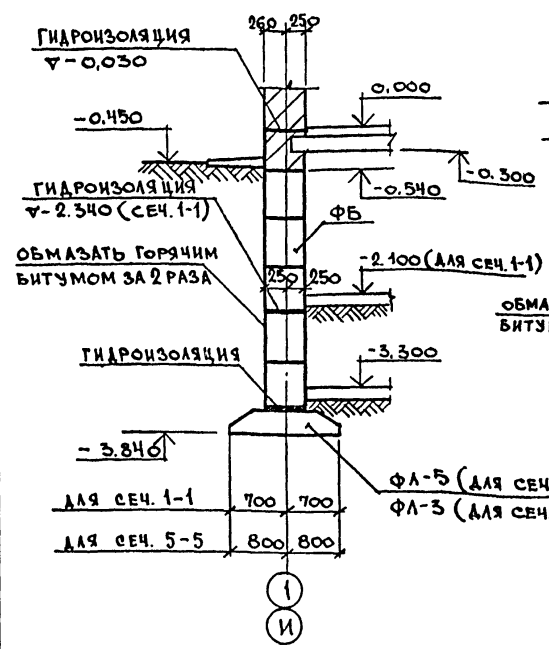 260 250
ГИДРОИЗОЛЯЦИЯ
▽-0,030
0,000
-0.450
-0.300
-0.540
ГИДРОИЗОЛЯЦИЯ
▽-2.340 (СЕЧ. 1-1)
ФБ
ОБМАЗАТЬ ГОРЯЧИМ
БИТУМОМ ЗА 2 РАЗА
-2.100 (ДЛЯ СЕЧ. 1-1)
250 250
ОБМА
БИТУ
ГИДРОИЗОЛЯЦИЯ
-3.300
-3.840
ФЛ-5 (ДЛЯ СЕЧ
ФЛ-3 (ДЛЯ СЕЧ
ДЛЯ СЕЧ. 1-1 700 700
ДЛЯ СЕЧ. 5-5 800 800
1
И